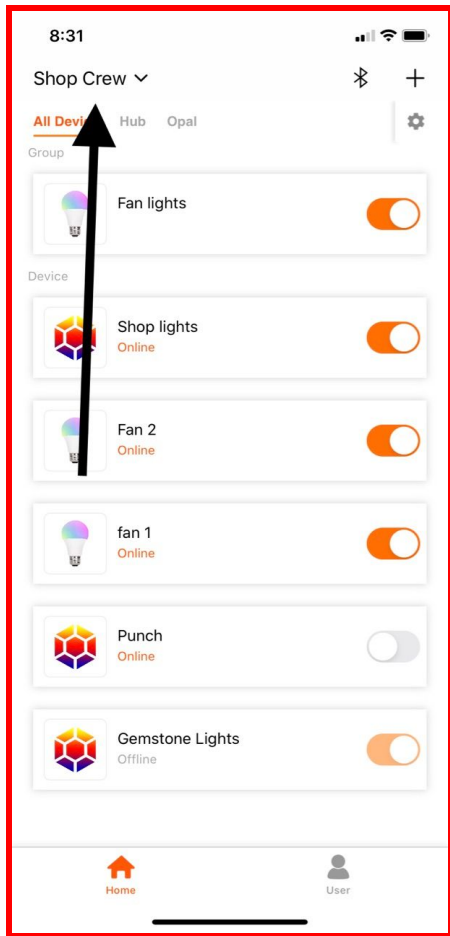 8:31
Shop Crew
All Hub Opal
Group
Fan lights
Device
Shop lights
Online
Fan 2
Online
fan 1
Online
Punch
Online
Gemstone Lights
Offline
Home User